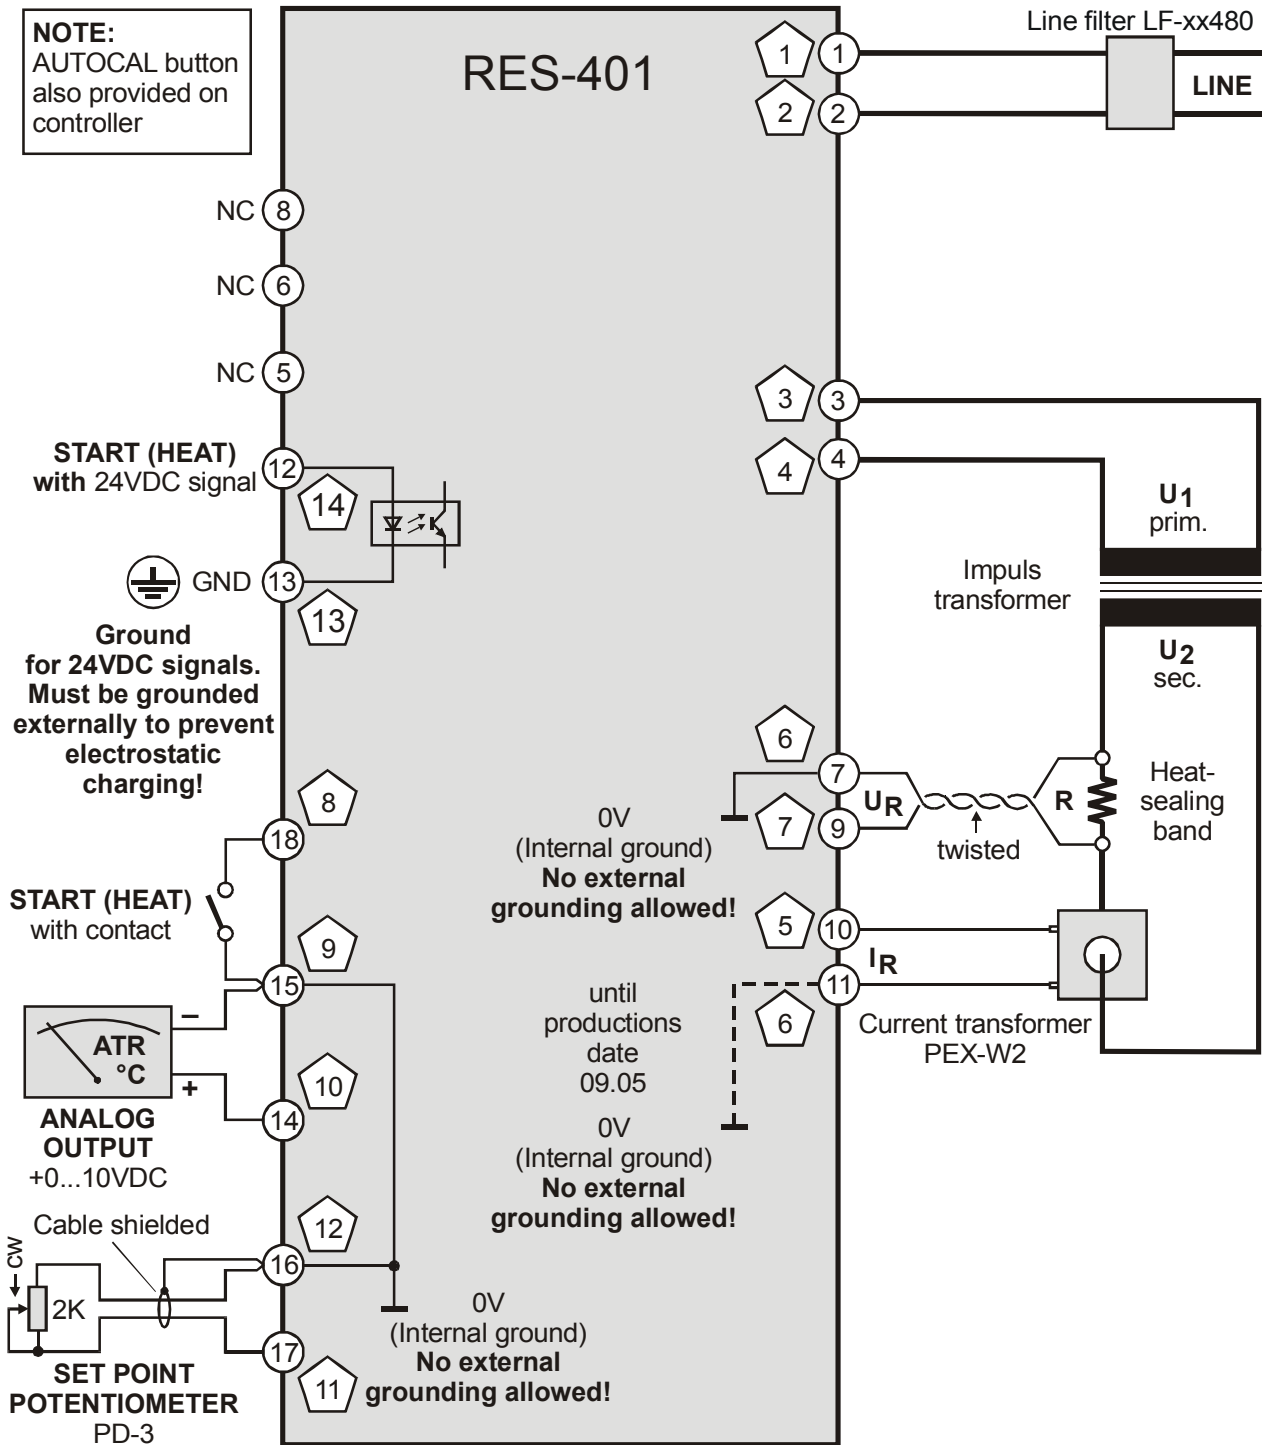 NOTE:
AUTOCAL button
also provided on
controller
RES-401
Line filter LF-xx480
LINE
1
1
2
2
NC
8
NC
6
NC
5
3
3
4
4
START (HEAT)
with 24VDC signal
12
14
GND
13
13
Ground
for 24VDC signals.
Must be grounded
externally to prevent
electrostatic
charging!
U1
prim.
Impuls
transformer
U2
sec.
6
7
7
9
UR
twisted
R
Heat-
sealing
band
0V
(Internal ground)
No external
grounding allowed!
8
18
START (HEAT)
with contact
9
15
5
10
IR
11
6
Current transformer
PEX-W2
until
productions
date
09.05
0V
(Internal ground)
No external
grounding allowed!
ATR
°C
–
+
10
14
ANALOG
OUTPUT
+0...10VDC
Cable shielded
12
16
cw
2K
17
11
0V
(Internal ground)
No external
grounding allowed!
SET POINT
POTENTIOMETER
PD-3